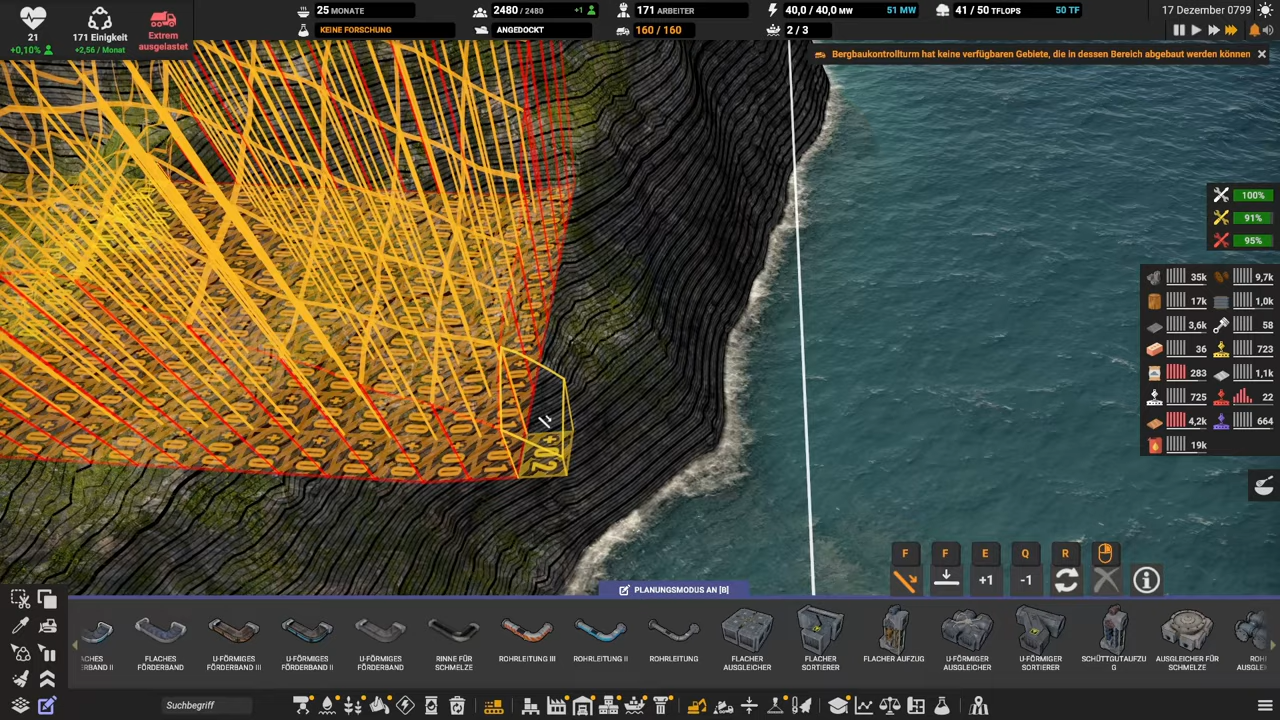 21
+0,10%
171 Einigkeit
+2,56 / Monat
Extrem
ausgelastet
25 MONATE
KEINE FORSCHUNG
2480 / 2480
+1
ANGEDOCKT
171 ARBEITER
160 / 160
40,0 / 40,0 MW
51 MW
2 / 3
41 / 50 TFLOPS
50 TF
17 Dezember 0799
Bergbaukontrollturm hat keine verfügbaren Gebiete, die in dessen Bereich abgebaut werden können
100%
91%
95%
35k
9,7k
17k
1,0k
3,6k
58
36
723
283
1,1k
725
22
4,2k
664
19k
F
F
E
Q
R
+1
-1
PLANUNGSMODUS AN [B]
FLACHES
FÖRDERBAND
U-FÖRMIGES
FÖRDERBAND III
U-FÖRMIGES
FÖRDERBAND II
U-FÖRMIGES
FÖRDERBAND
RINNE FÜR
SCHMELZE
ROHRLEITUNG III
ROHRLEITUNG II
ROHRLEITUNG
FLACHER
AUSGLEICHER
FLACHER
SORTIERER
FLACHER AUFZUG
U-FÖRMIGER
AUSGLEICHER
U-FÖRMIGER
SORTIERER
SCHÜTTGUTAUFZU
G
AUSGLEICHER FÜR
SCHMELZE
Suchbegriff